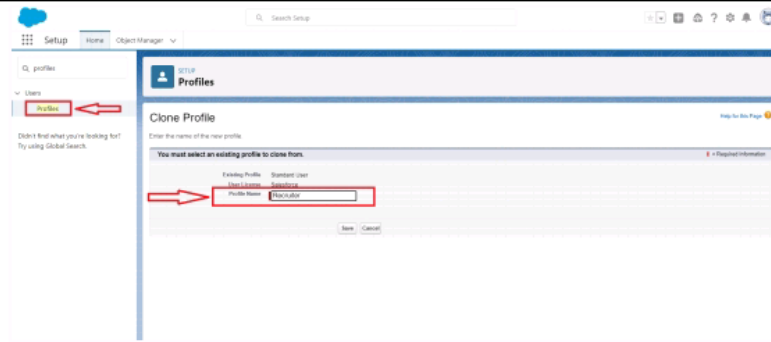 Search Setup
Setup Home Object Manager
profiles
Users
Profiles
Didn't find what you're looking for?
Try using Global Search.
SETUP
Profiles
Clone Profile
Help for this Page
Enter the name of the new profile.
You must select an existing profile to clone from.
= Required Information
Existing Profile Standard User
User License Salesforce
Profile Name Recruiter
Save Cancel